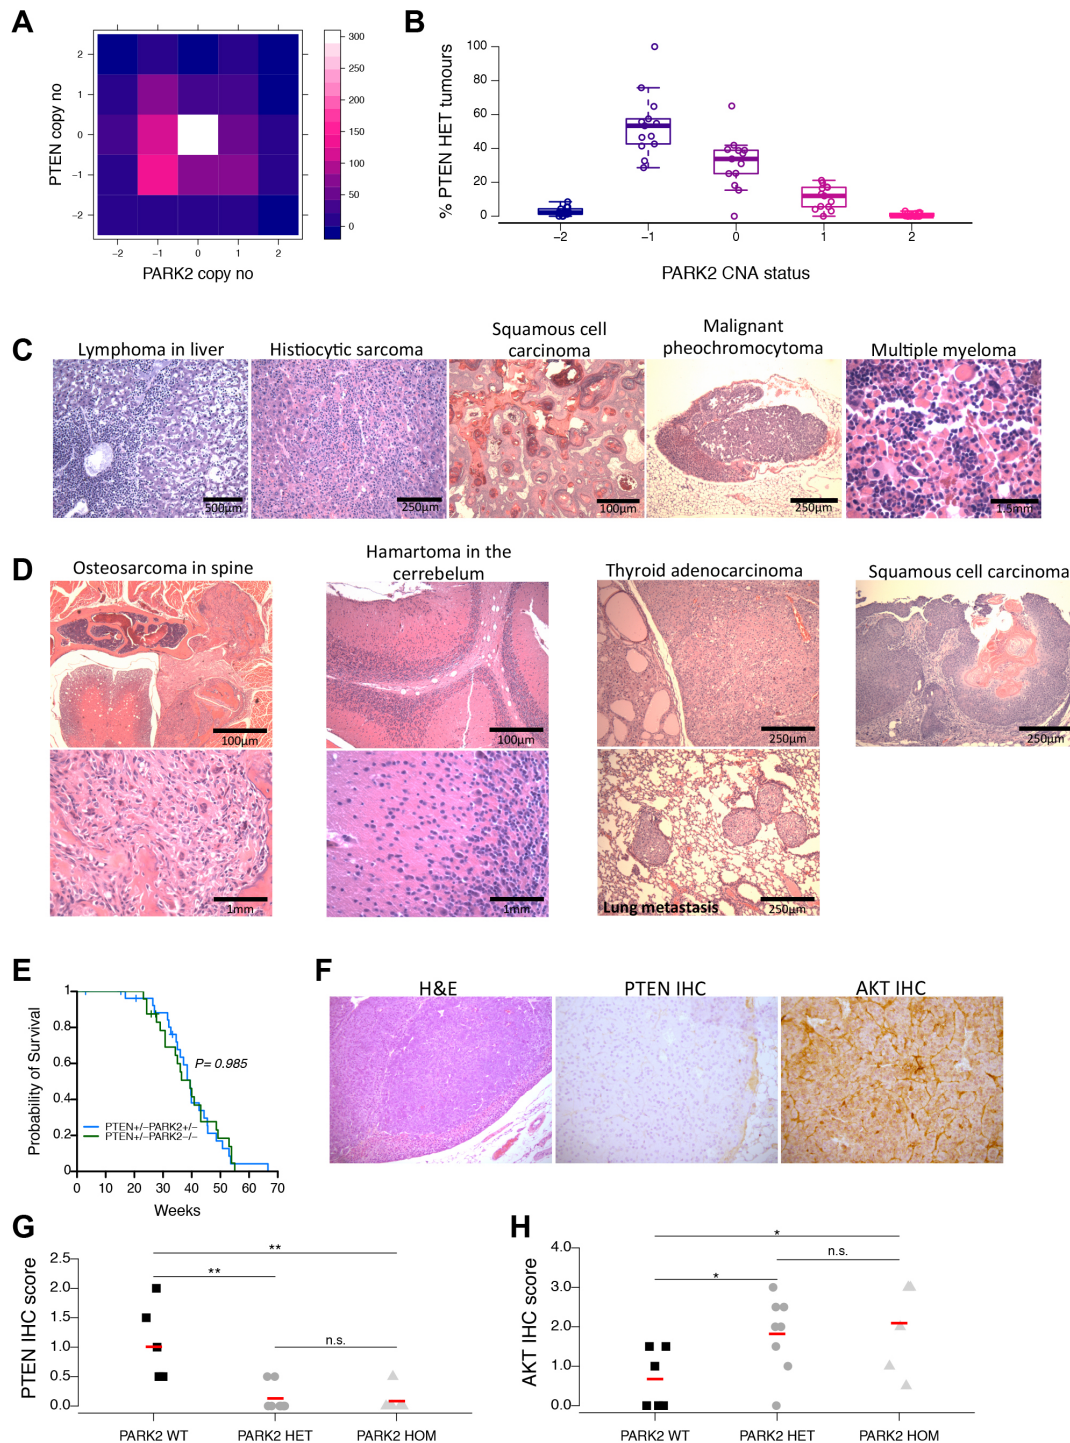 A
PTEN copy no
2
1
0
−1
−2
−2
−1
0
1
2
PARK2 copy no
300
250
200
150
100
50
0
B
% PTEN HET tumours
100
80
60
40
20
0
−2
−1
0
1
2
PARK2 CNA status
C
Lymphoma in liver
500µm
Histiocytic sarcoma
250µm
Squamous cell
carcinoma
100µm
Malignant
pheochromocytoma
250µm
Multiple myeloma
1.5mm
D
Osteosarcoma in spine
100µm
1mm
Hamartoma in the
cerrebelum
100µm
1mm
Thyroid adenocarcinoma
250µm
Lung metastasis
250µm
Squamous cell carcinoma
250µm
E
Probability of Survival
1
0.8
0.6
0.4
0.2
0
P= 0.985
PTEN+/−PARK2+/−
PTEN+/−PARK2−/−
0
10
20
30
40
50
60
70
Weeks
F
H&E
PTEN IHC
AKT IHC
G
PTEN IHC score
2.5
2.0
1.5
1.0
0.5
0.0
**
**
n.s.
PARK2 WT
PARK2 HET
PARK2 HOM
H
AKT IHC score
4.0
3.0
2.0
1.0
0.0
*
n.s.
*
PARK2 WT
PARK2 HET
PARK2 HOM